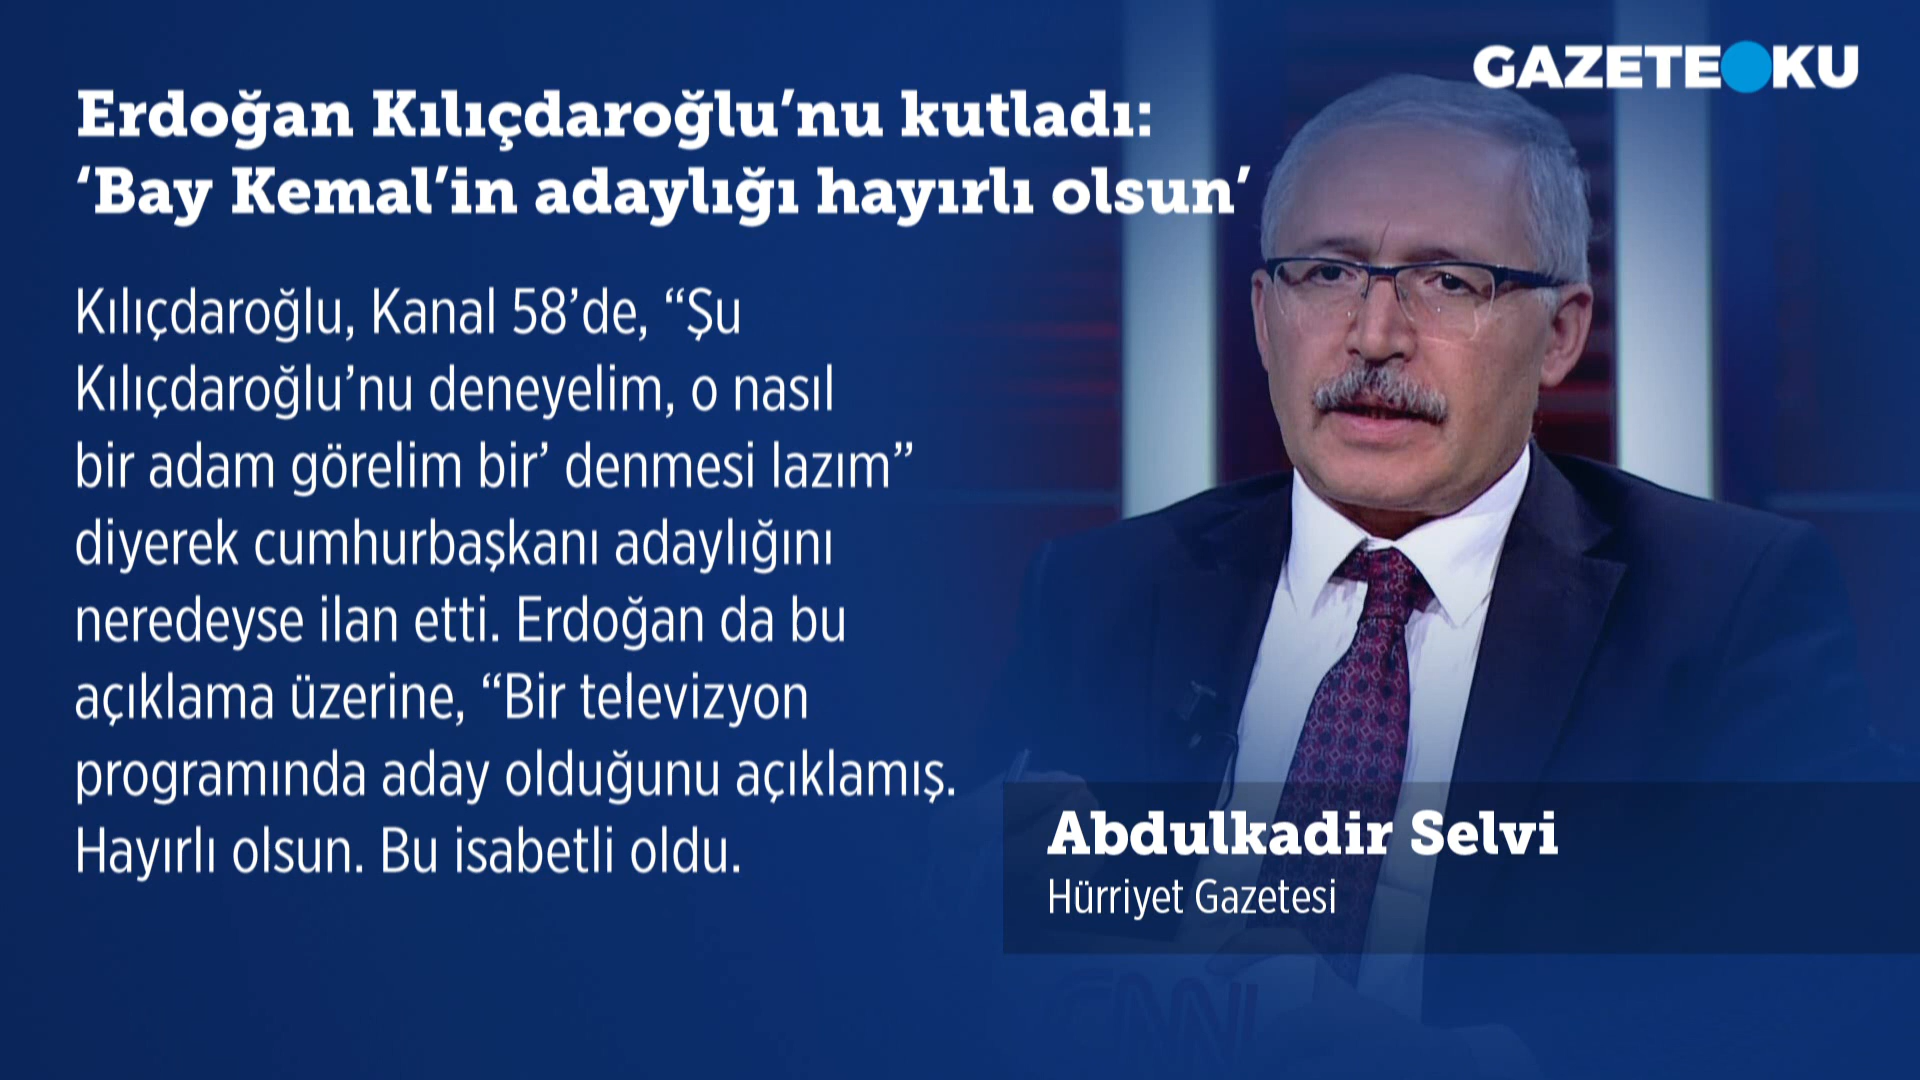 GAZETE OKU
Erdoğan Kılıçdaroğlu’nu kutladı:
‘Bay Kemal’in adaylığı hayırlı olsun’
Kılıçdaroğlu, Kanal 58’de, “Şu
Kılıçdaroğlu’nu deneyelim, o nasıl
bir adam görelim bir’ denmesi lazım”
diyerek cumhurbaşkanı adaylığını
neredeyse ilan etti. Erdoğan da bu
açıklama üzerine, “Bir televizyon
programında aday olduğunu açıklamış.
Hayırlı olsun. Bu isabetli oldu.
Abdulkadir Selvi
Hürriyet Gazetesi
CNN